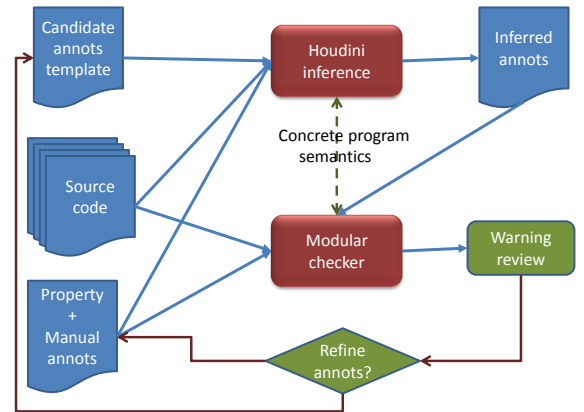 Candidate
annots
template
Houdini
inference
Inferred
annots
Concrete program
semantics
Source
code
Modular
checker
Warning
review
Property
+
Manual
annots
Refine
annots?